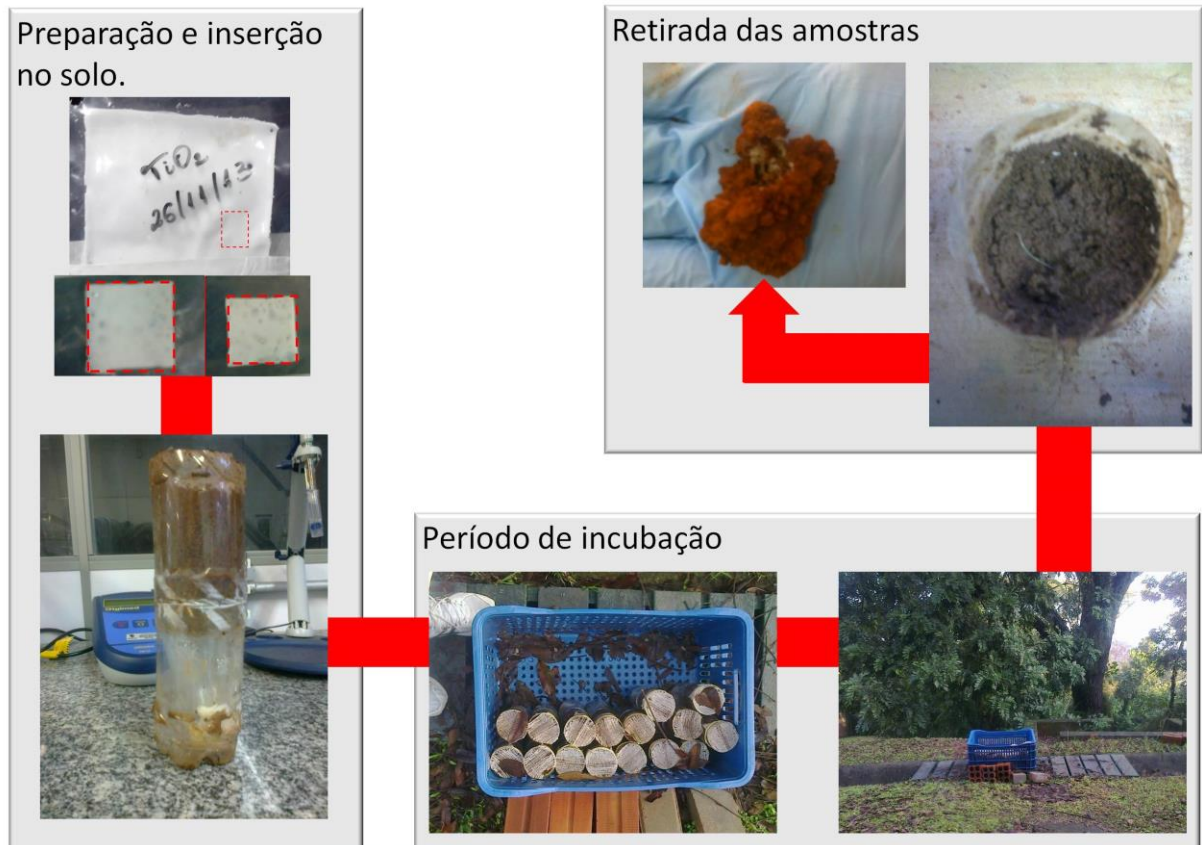 Preparação e inserção
no solo.
TiO₂
26/11/13
Período de incubação
Retirada das amostras